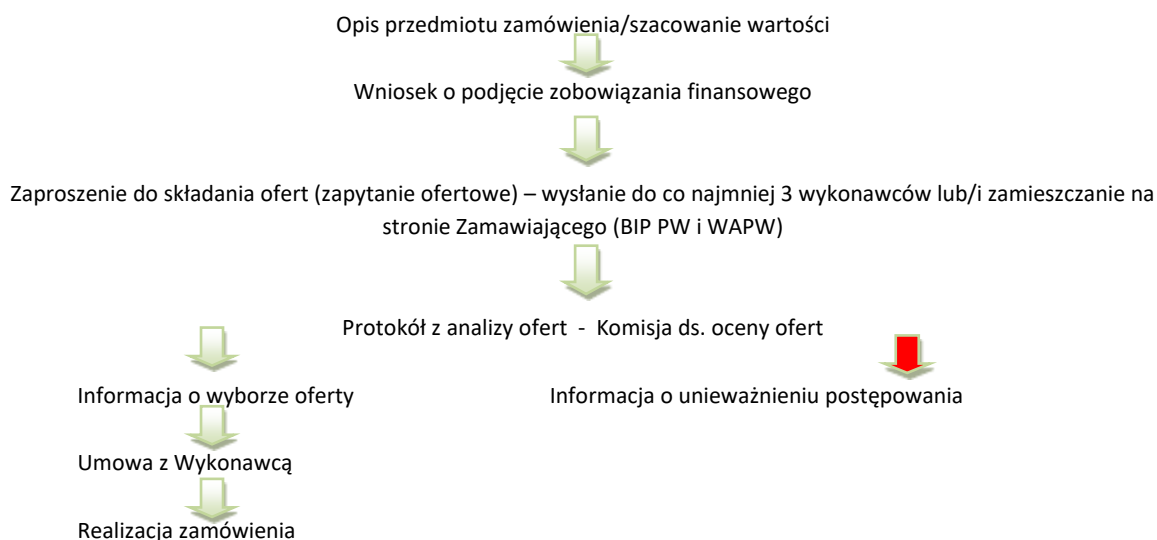 Opis przedmiotu zamówienia/szacowanie wartości
Wniosek o podjęcie zobowiązania finansowego
Zaproszenie do składania ofert (zapytanie ofertowe) – wysłanie do co najmniej 3 wykonawców lub/i zamieszczanie na
stronie Zamawiającego (BIP PW i WAPW)
Protokół z analizy ofert - Komisja ds. oceny ofert
Informacja o wyborze oferty
Informacja o unieważnieniu postępowania
Umowa z Wykonawcą
Realizacja zamówienia